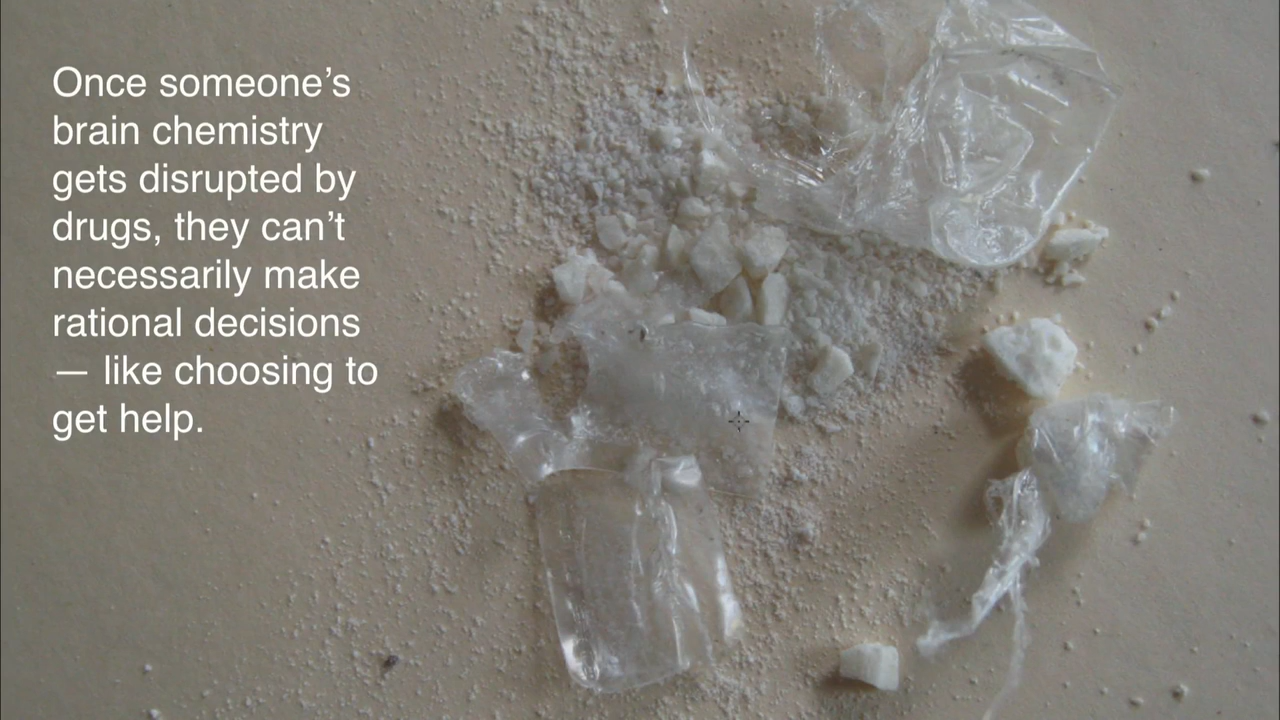 Once someone’s
brain chemistry
gets disrupted by
drugs, they can’t
necessarily make
rational decisions
— like choosing to
get help.